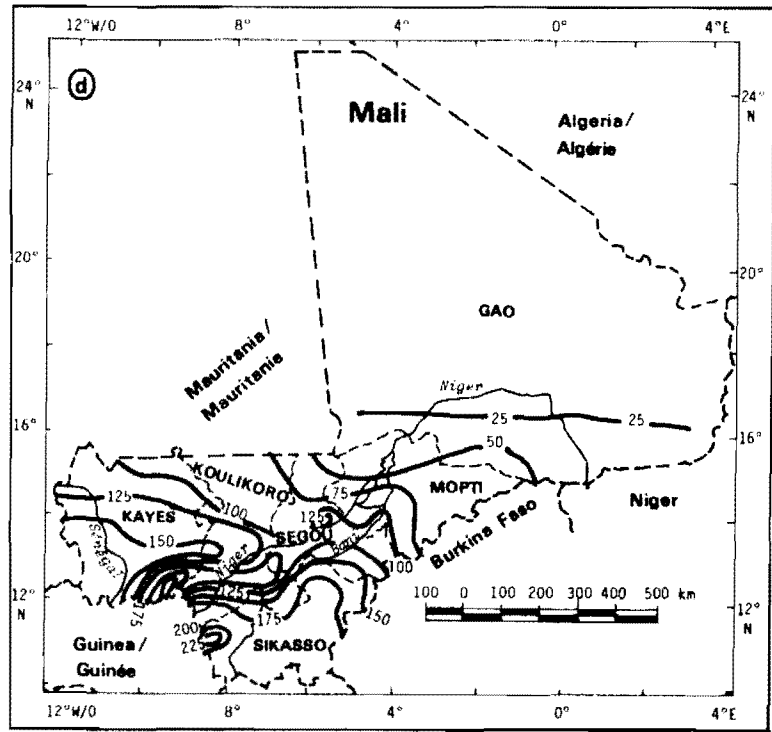 12°W/O 8° 4° 0° 4°E
d
24°
N
24°
N
Mali
Algeria/
Algérie
20°
20°
GAO
Mauritania/
Mauritanie
Niger
25
25
16°
16°
50
KOULIKORO
75
MOPTI
Niger
125
100
KAYES
125
SEGOU
Burkina Faso
150
Sénégal
Niger
Bani
100
12°
N
125
100 0 100 200 300 400 500 km
12°
N
175
175
150
200
225
SIKASSO
Guinea/
Guinée
12°W/O 8° 4° 0° 4°E